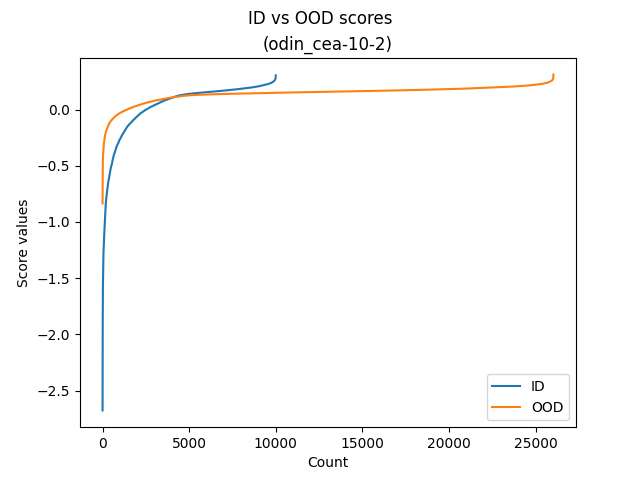 ID vs OOD scores
(odin_cea-10-2)
Score values
0.0
−0.5
−1.0
−1.5
−2.0
−2.5
0
5000
10000
15000
20000
25000
Count
ID
OOD